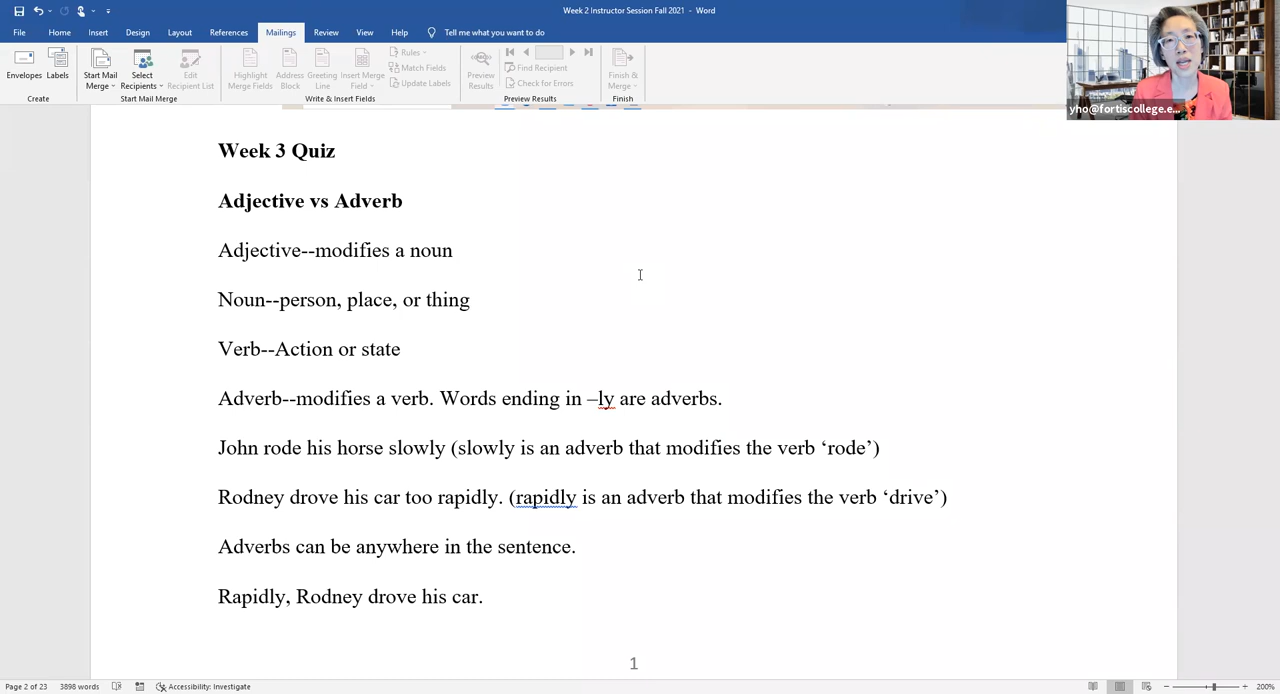 Week 2 Instructor Session Fall 2021 - Word
File Home Insert Design Layout References Mailings Review View Help Tell me what you want to do
Envelopes Labels Start Mail Merge Select Recipients Edit Recipient List Highlight Merge Fields Address Block Greeting Line Insert Merge Field Rules Match Fields Update Labels Preview Results Find Recipient Check for Errors Finish & Merge
Create Start Mail Merge Write & Insert Fields Preview Results Finish
yho@fortiscollege.e...
Week 3 Quiz
Adjective vs Adverb
Adjective--modifies a noun
Noun--person, place, or thing
Verb--Action or state
Adverb--modifies a verb. Words ending in –ly are adverbs.
John rode his horse slowly (slowly is an adverb that modifies the verb ‘rode’)
Rodney drove his car too rapidly. (rapidly is an adverb that modifies the verb ‘drive’)
Adverbs can be anywhere in the sentence.
Rapidly, Rodney drove his car.
1
Page 2 of 23 3898 words Accessibility: Investigate 200%